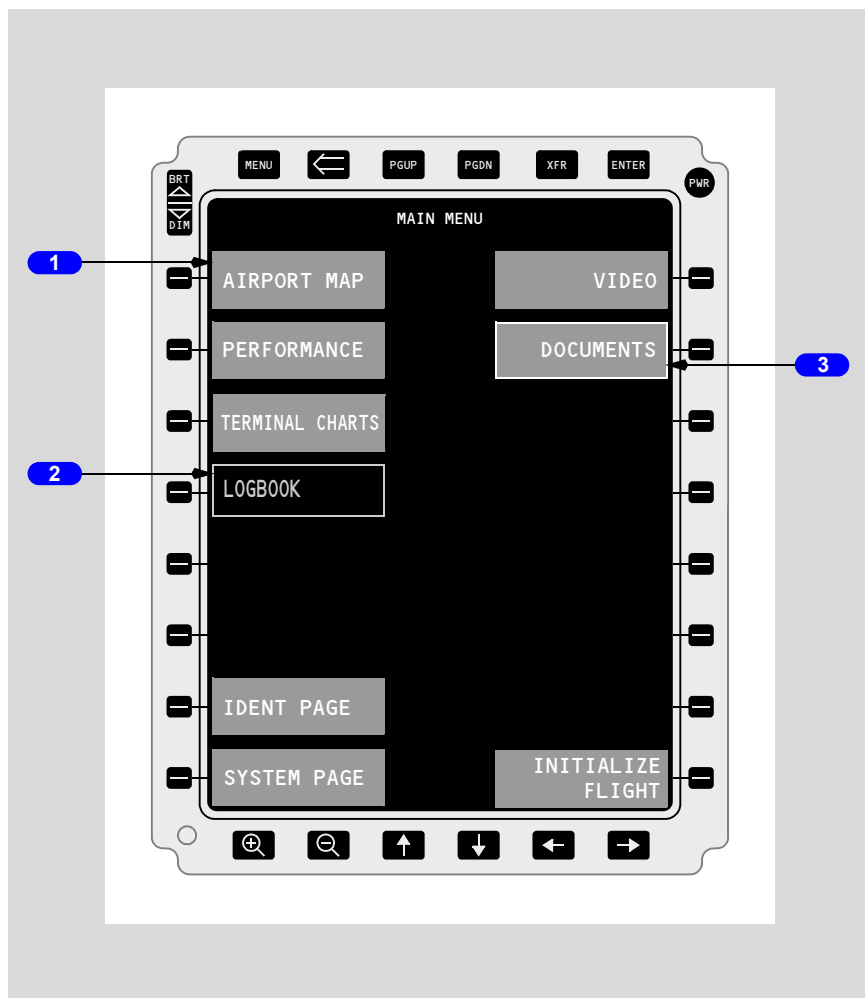 MENU
PGUP
PGDN
XFR
ENTER
BRT
DIM
PWR
MAIN MENU
1
AIRPORT MAP
VIDEO
PERFORMANCE
DOCUMENTS
3
TERMINAL CHARTS
2
LOGBOOK
IDENT PAGE
SYSTEM PAGE
INITIALIZE
FLIGHT